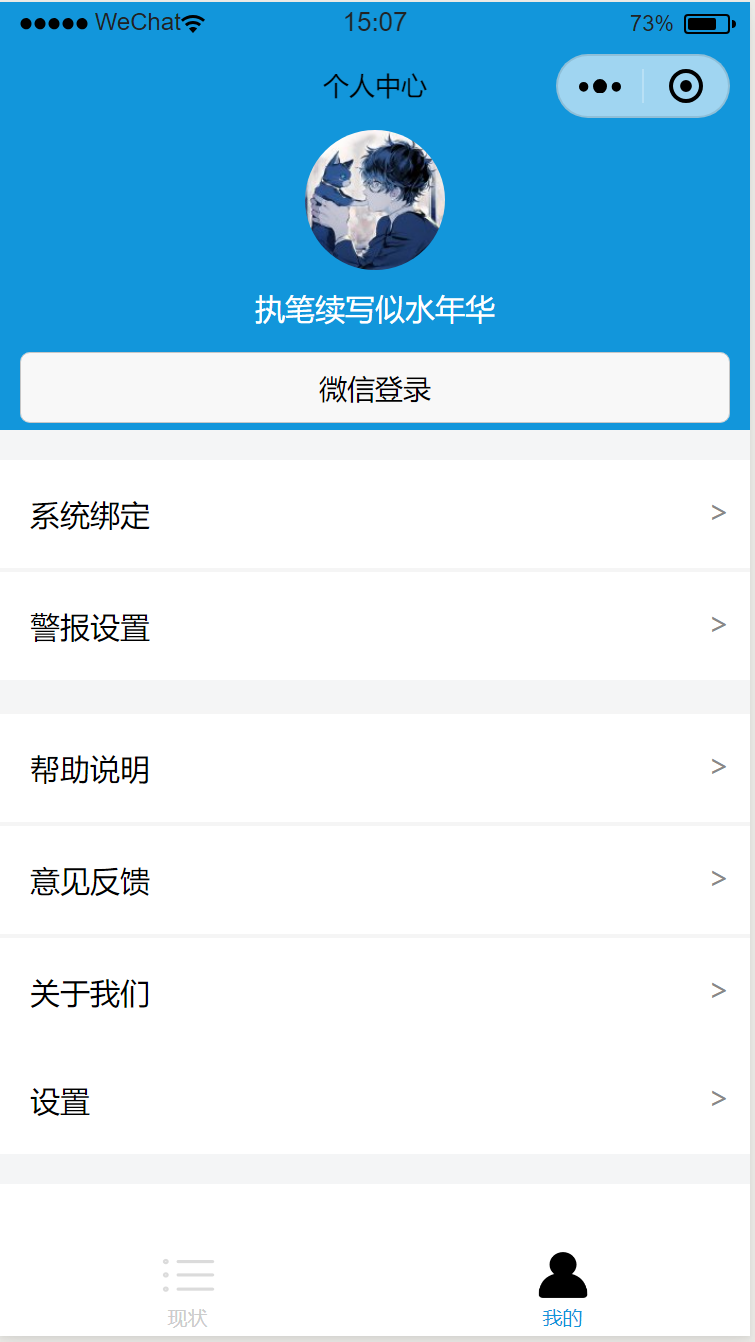 WeChat 15:07 73%
个人中心
执笔续写似水年华
微信登录
系统绑定 >
警报设置 >
帮助说明 >
意见反馈 >
关于我们 >
设置 >
现状 我的